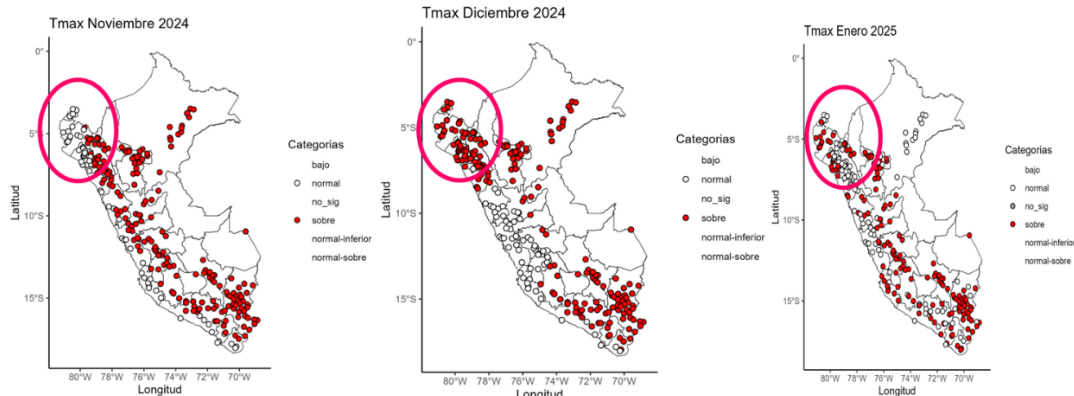 Tmax Noviembre 2024
0°
5°S
10°S
15°S
Latitud
80°W 78°W 76°W 74°W 72°W 70°W
Longitud
Categorias
bajo
normal
no_sig
sobre
normal-inferior
normal-sobre
Tmax Diciembre 2024
0°
5°S
10°S
15°S
Latitud
80°W 78°W 76°W 74°W 72°W 70°W
Longitud
Categorias
bajo
normal
no_sig
sobre
normal-inferior
normal-sobre
Tmax Enero 2025
0°
5°S
10°S
15°S
Latitud
80°W 78°W 76°W 74°W 72°W 70°W
Longitud
Categorias
bajo
normal
no_sig
sobre
normal-inferior
normal-sobre